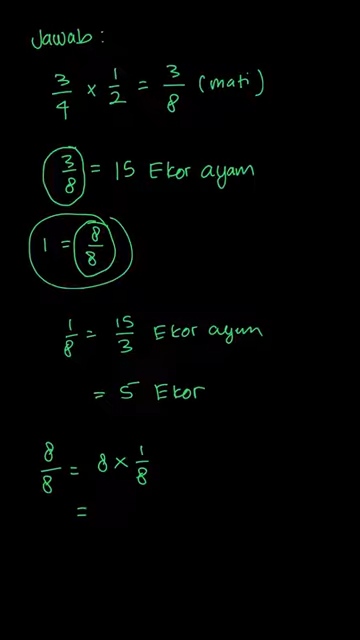 Jawab :
3/4 × 1/2 = 3/8 (mati)
3/8 = 15 Ekor ayam
1 = 8/8
1/8 = 15/3 Ekor ayam
= 5 Ekor
8/8 = 8 × 1/8
=